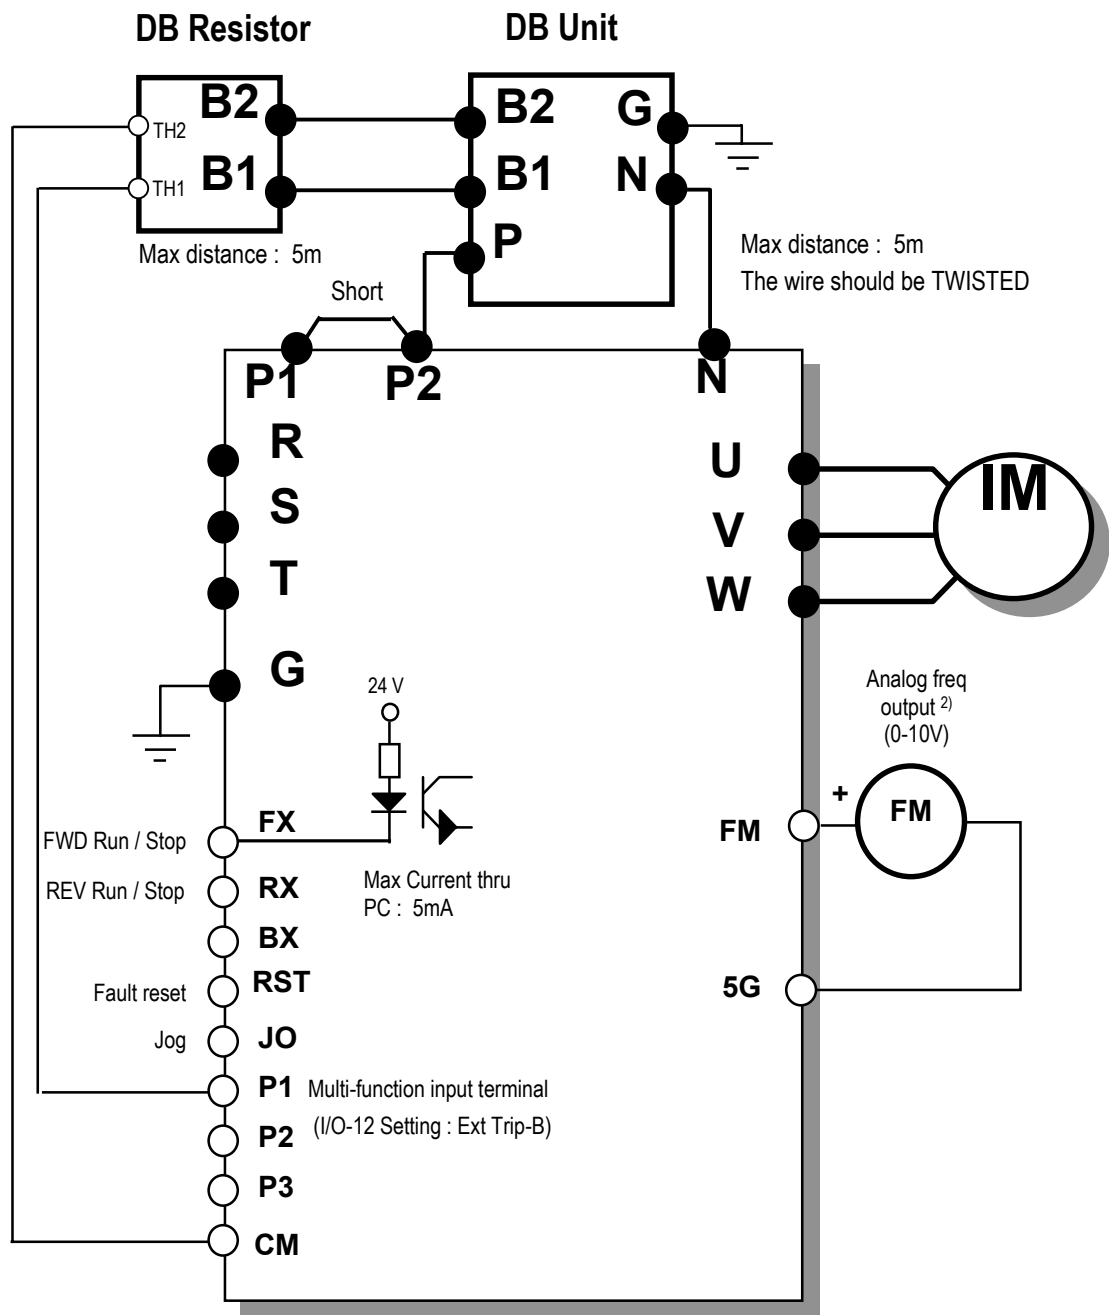 DB Resistor
DB Unit
B2
TH2
B1
TH1
B2
G
B1
N
P
Max distance : 5m
Max distance : 5m
The wire should be TWISTED
Short
P1
P2
N
R
S
T
G
U
V
W
IM
24 V
Analog freq
output 2)
(0-10V)
FX
FWD Run / Stop
Max Current thru
PC : 5mA
+
FM
FM
REV Run / Stop
RX
BX
Fault reset
RST
5G
Jog
JO
P1
Multi-function input terminal
(I/O-12 Setting : Ext Trip-B)
P2
P3
CM